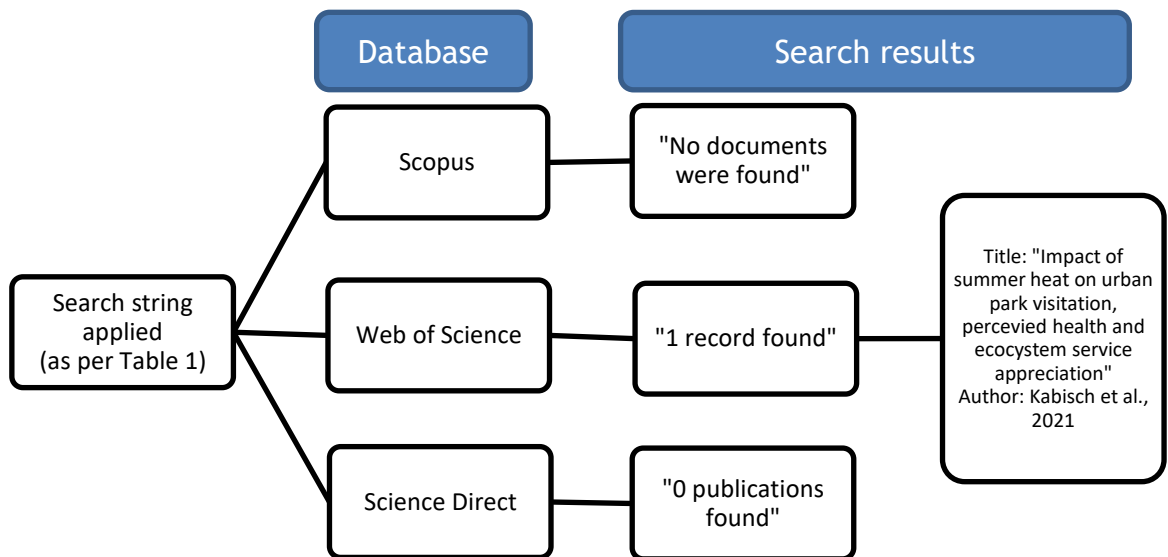 Database
Search results
Scopus
"No documents
were found"
Search string
applied
(as per Table 1)
Web of Science
"1 record found"
Title: "Impact of
summer heat on urban
park visitation,
percevied health and
ecocystem service
appreciation"
Author: Kabisch et al.,
2021
Science Direct
"0 publications
found"